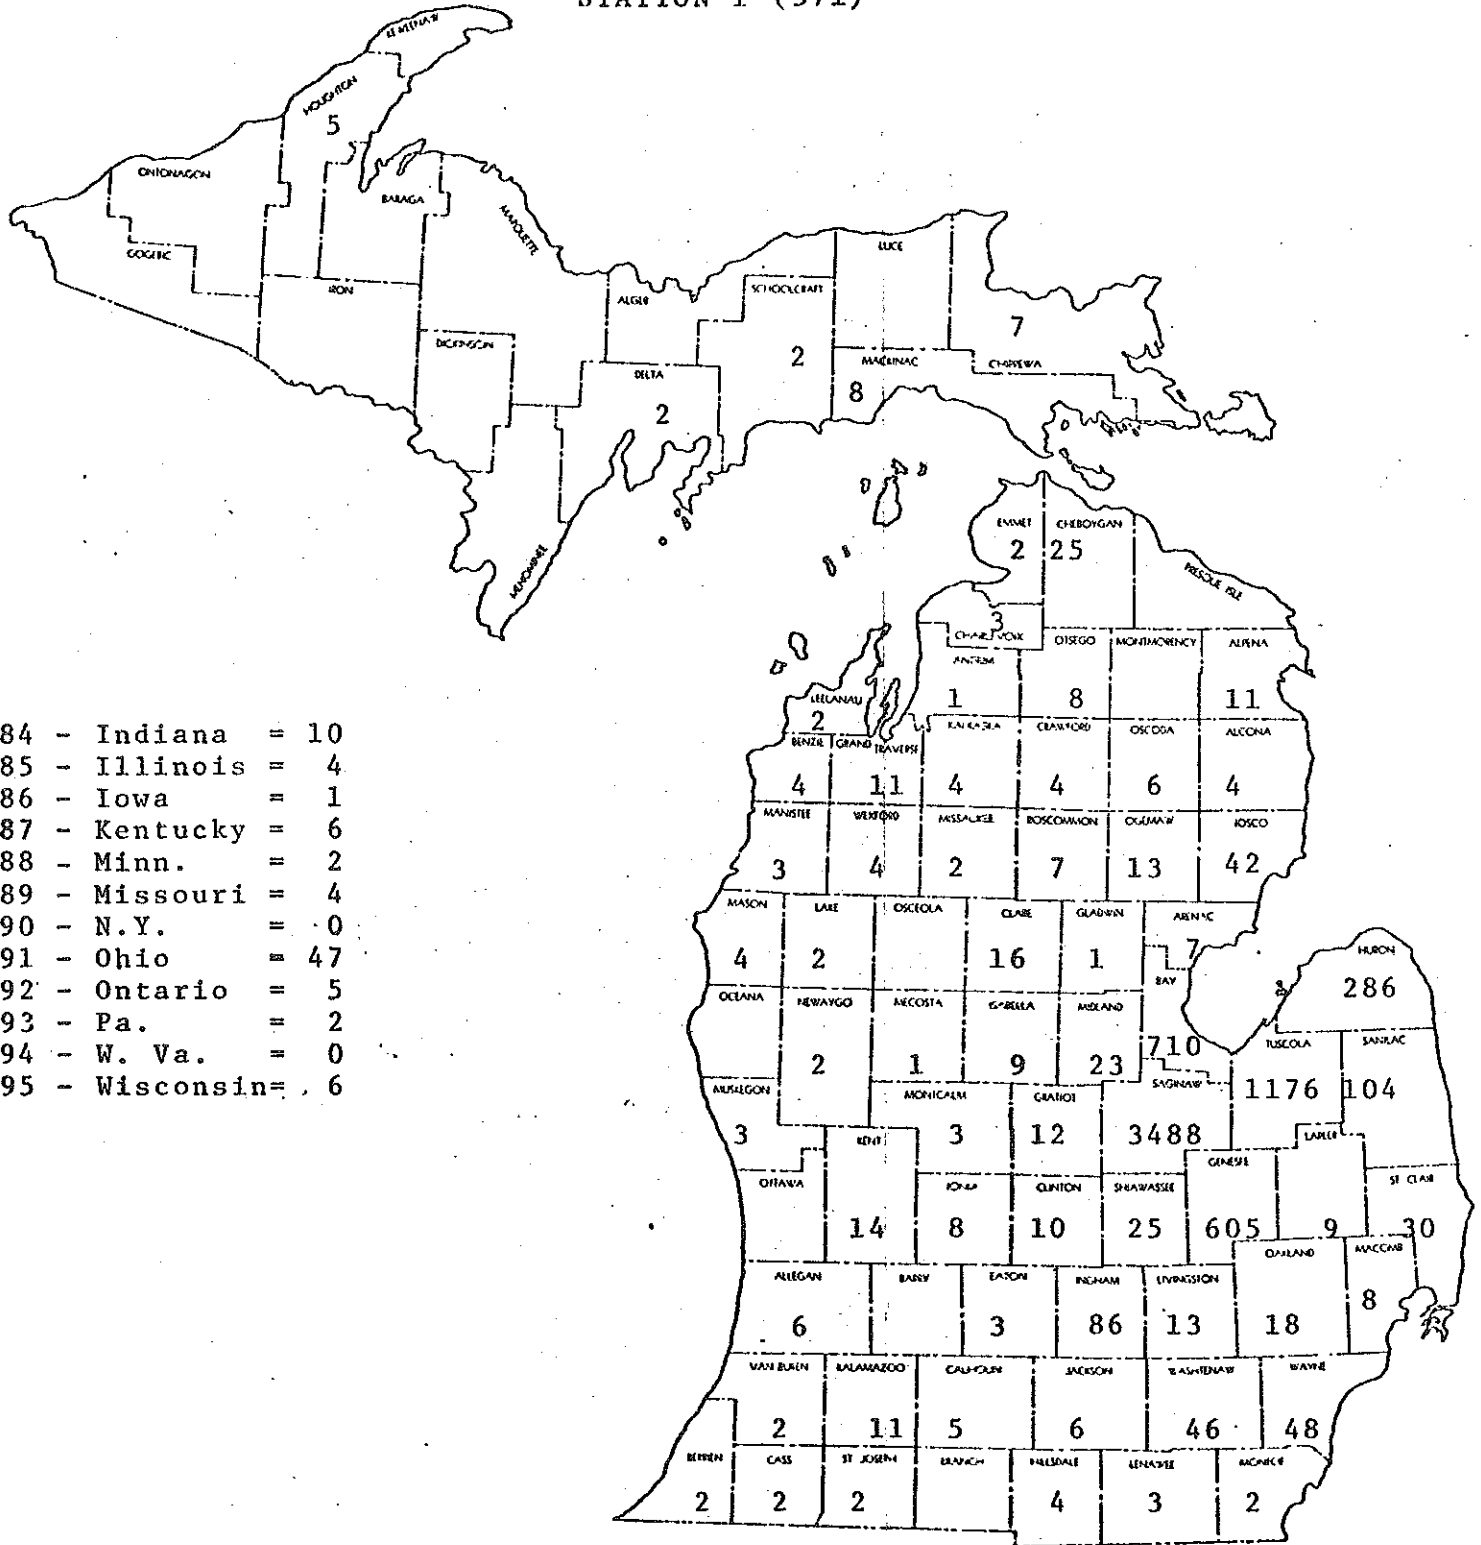 STATION 1 (371)
KEWEENAW
HOUGHTON
5
ONTONAGON
BARAGA
MARQUETTE
GOGEBIC
IRON
LUCE
ALGER
SCHOOLCRAFT
7
DICKINSON
2
MACKINAC
CHIPPEWA
DELTA
8
2
MENOMINEE
EMMET CHEBOYGAN
2 25
PRESQUE ISLE
3
CHARLEVOIX OTSEGO MONTMORENCY ALPENA
ANTRIM
LEELANAU 1 8 11
2
KALKASKA CRAWFORD OSCODA ALCONA
BENZIE GRAND TRAVERSE
4 11 4 4 6 4
MANISTEE WEXFORD MISSAUKEE ROSCOMMON OGEMAW IOSCO
3 4 2 7 13 42
MASON LAKE OSCEOLA CLARE GLADWIN ARENAC
4 2 16 1 7
HURON
BAY
286
OCEANA NEWAYGO MECOSTA ISABELLA MIDLAND
2 1 9 23 710
TUSCOLA SANILAC
SAGINAW
1176 104
MUSKEGON MONTCALM GRATIOT
3 KENT 3 12 3488
LAPEER
GENESEE
OTTAWA IONIA CLINTON SHIAWASSEE ST CLAIR
14 8 10 25 605 9 30
OAKLAND MACOMB
ALLEGAN BARRY EATON INGHAM LIVINGSTON
6 3 86 13 18 8
VAN BUREN KALAMAZOO CALHOUN JACKSON WASHTENAW WAYNE
2 11 5 6 46 48
BERRIEN CASS ST JOSEPH BRANCH HILLSDALE LENAWEE MONROE
2 2 2 4 3 2
84 - Indiana = 10
85 - Illinois = 4
86 - Iowa = 1
87 - Kentucky = 6
88 - Minn. = 2
89 - Missouri = 4
90 - N.Y. = 0
91 - Ohio = 47
92 - Ontario = 5
93 - Pa. = 2
94 - W. Va. = 0
95 - Wisconsin= 6